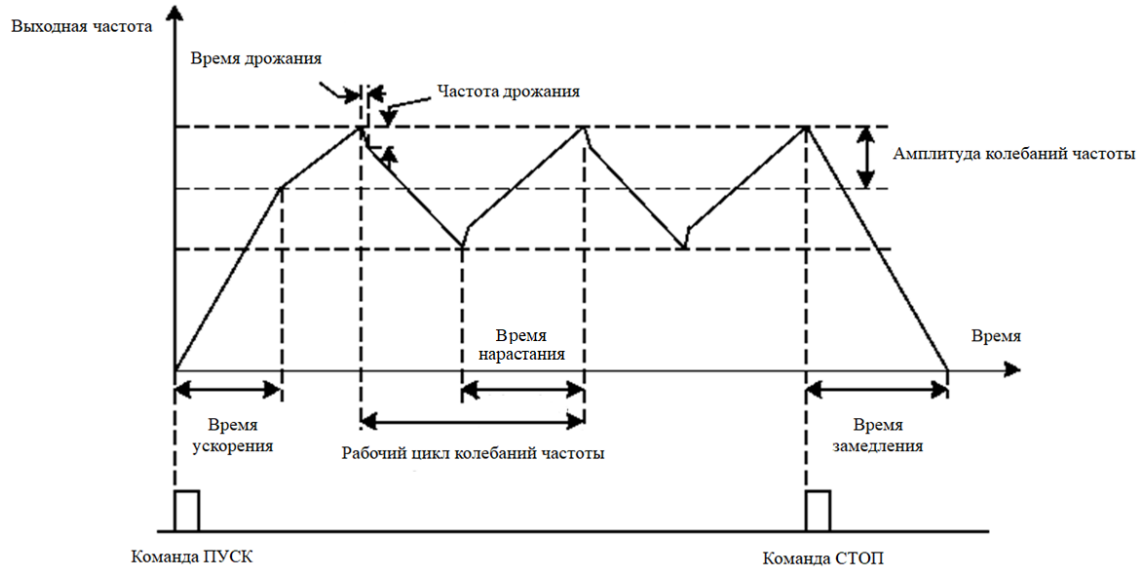 Выходная частота
Время дрожания
Частота дрожания
Амплитуда колебаний частоты
Время
нарастания
Время
Время
ускорения
Рабочий цикл колебаний частоты
Время
замедления
Команда ПУСК
Команда СТОП